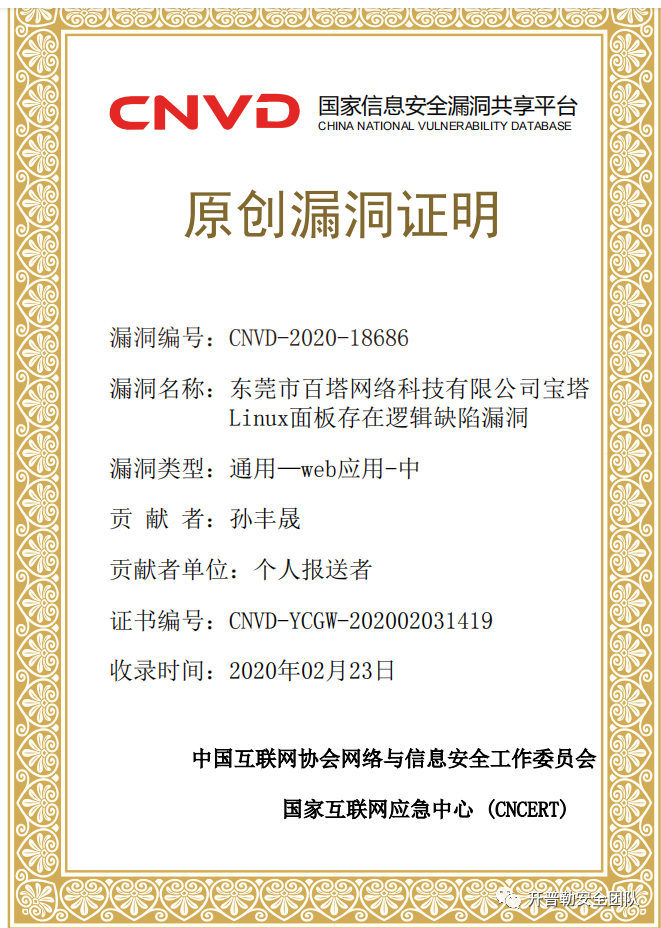 CNVD 国家信息安全漏洞共享平台
CHINA NATIONAL VULNERABILITY DATABASE
原创漏洞证明
漏洞编号：CNVD-2020-18686
漏洞名称：东莞市百塔网络科技有限公司宝塔
Linux面板存在逻辑缺陷漏洞
漏洞类型：通用—web应用-中
贡 献 者：孙丰晟
贡献者单位：个人报送者
证书编号：CNVD-YCGW-202002031419
收录时间：2020年02月23日
中国互联网协会网络与信息安全工作委员会
国家互联网应急中心 (CNCERT)
开普勒安全团队